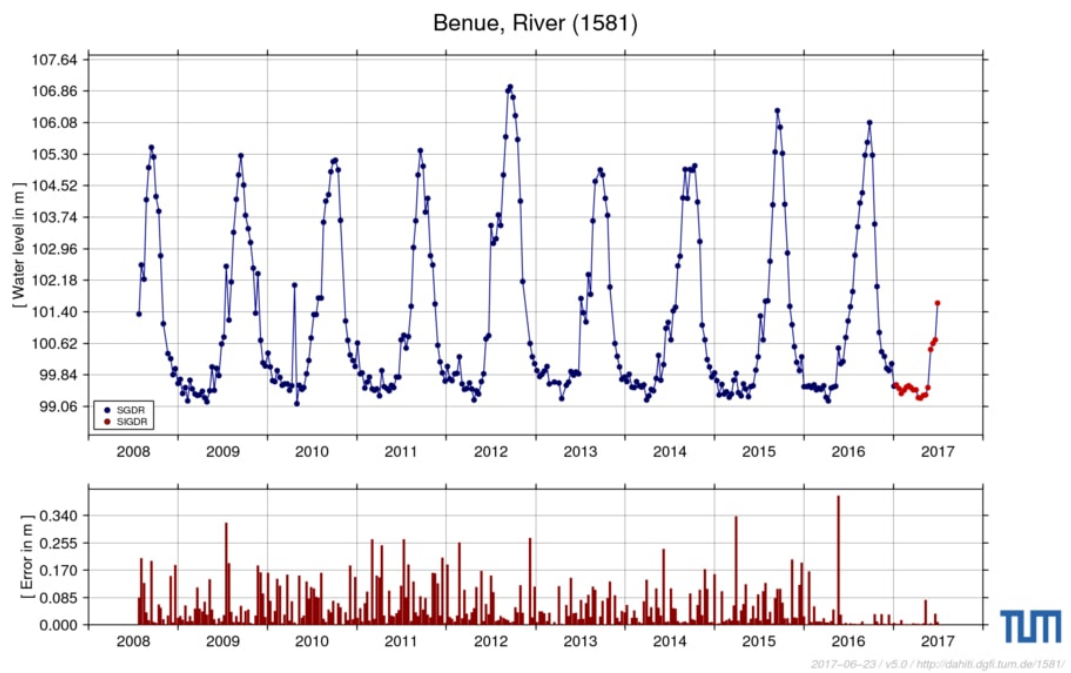 Benue, River (1581)
[ Water level in m ]
107.64
106.86
106.08
105.30
104.52
103.74
102.96
102.18
101.40
100.62
99.84
99.06
SGDR
SIGDR
2008 2009 2010 2011 2012 2013 2014 2015 2016 2017
[ Error in m ]
0.340
0.255
0.170
0.085
0.000
2008 2009 2010 2011 2012 2013 2014 2015 2016 2017
TUM
2017-06-23 / v5.0 / http://dahiti.dgfi.tum.de/1581/